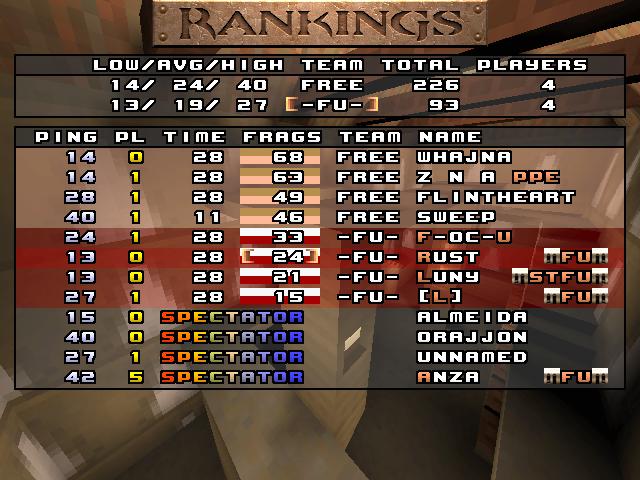 RANKINGS
LOW/AVG/HIGH TEAM TOTAL PLAYERS
14/ 24/ 40 FREE 226 4
13/ 19/ 27 [-FU-] 93 4
PING PL TIME FRAGS TEAM NAME
14 0 28 68 FREE WHAJNA
14 1 28 63 FREE Z N A PPE
28 1 28 49 FREE FLINTHEART
40 1 11 46 FREE SWEEP
24 1 28 33 -FU- F-OC-U
13 0 28 [ 24 ] -FU- RUST FU
13 0 28 21 -FU- LUNY STFU
27 1 28 15 -FU- [L] FU
15 0 SPECTATOR ALMEIDA
40 0 SPECTATOR ORAJJON
27 1 SPECTATOR UNNAMED
42 5 SPECTATOR ANZA FU